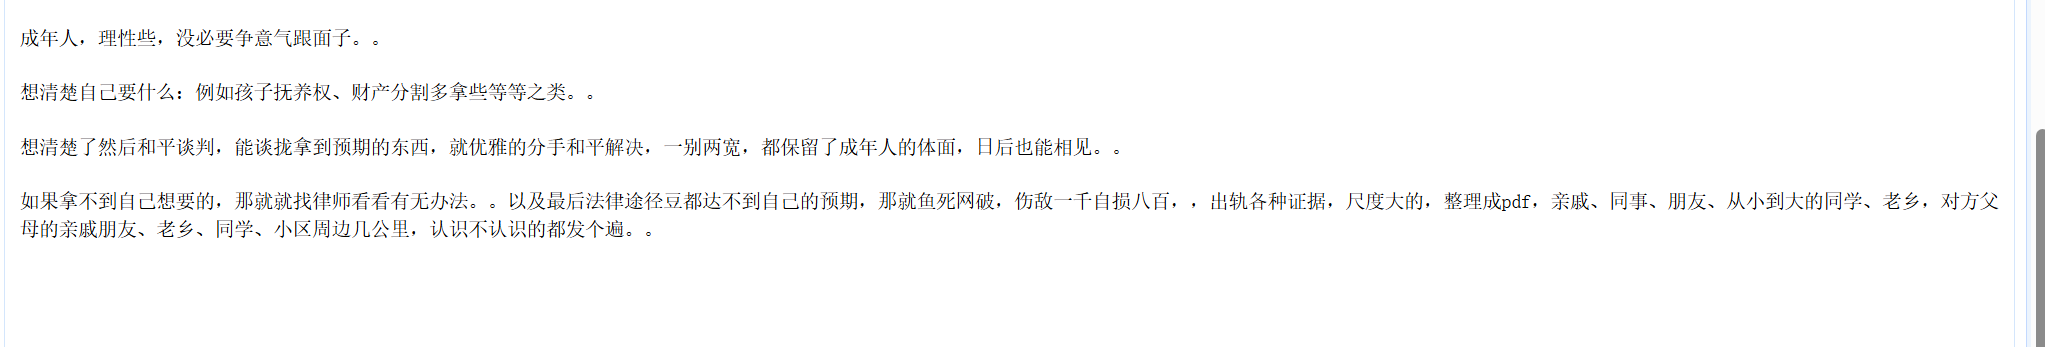 成年人，理性些，没必要争意气跟面子。。
想清楚自己要什么：例如孩子抚养权、财产分割多拿些等等之类。。
想清楚了然后和平谈判，能谈拢拿到预期的东西，就优雅的分手和平解决，一别两宽，都保留了成年人的体面，日后也能相见。。
如果拿不到自己想要的，那就就找律师看看有无办法。。以及最后法律途径豆都达不到自己的预期，那就鱼死网破，伤敌一千自损八百，，出轨各种证据，尺度大的，整理成pdf，亲戚、同事、朋友、从小到大的同学、老乡，对方父
母的亲戚朋友、老乡、同学、小区周边几公里，认识不认识的都发个遍。。